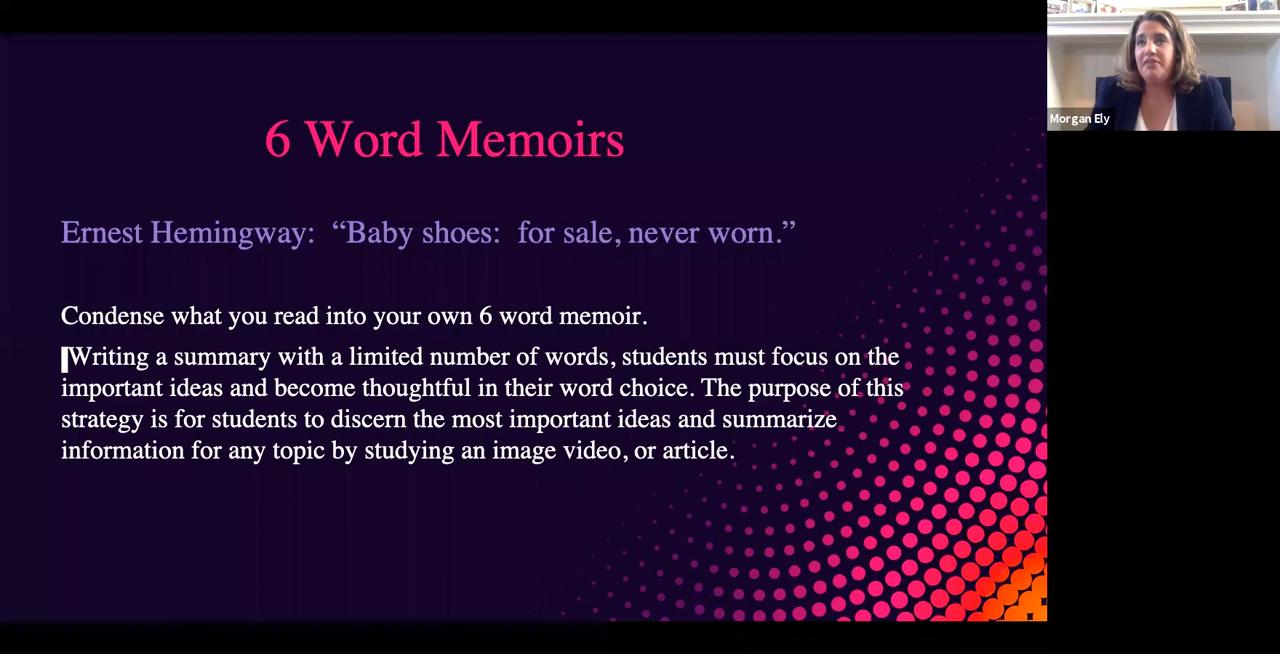 6 Word Memoirs
Ernest Hemingway:  “Baby shoes:  for sale, never worn.”
Condense what you read into your own 6 word memoir.
Writing a summary with a limited number of words, students must focus on the
important ideas and become thoughtful in their word choice. The purpose of this
strategy is for students to discern the most important ideas and summarize
information for any topic by studying an image video, or article.
Morgan Ely